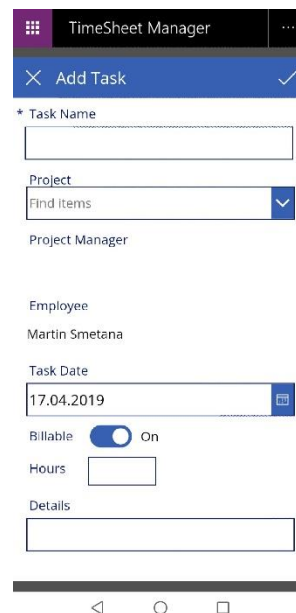 TimeSheet Manager ...
Add Task
* Task Name
Project
Find items
Project Manager
Employee
Martin Smetana
Task Date
17.04.2019
Billable On
Hours
Details